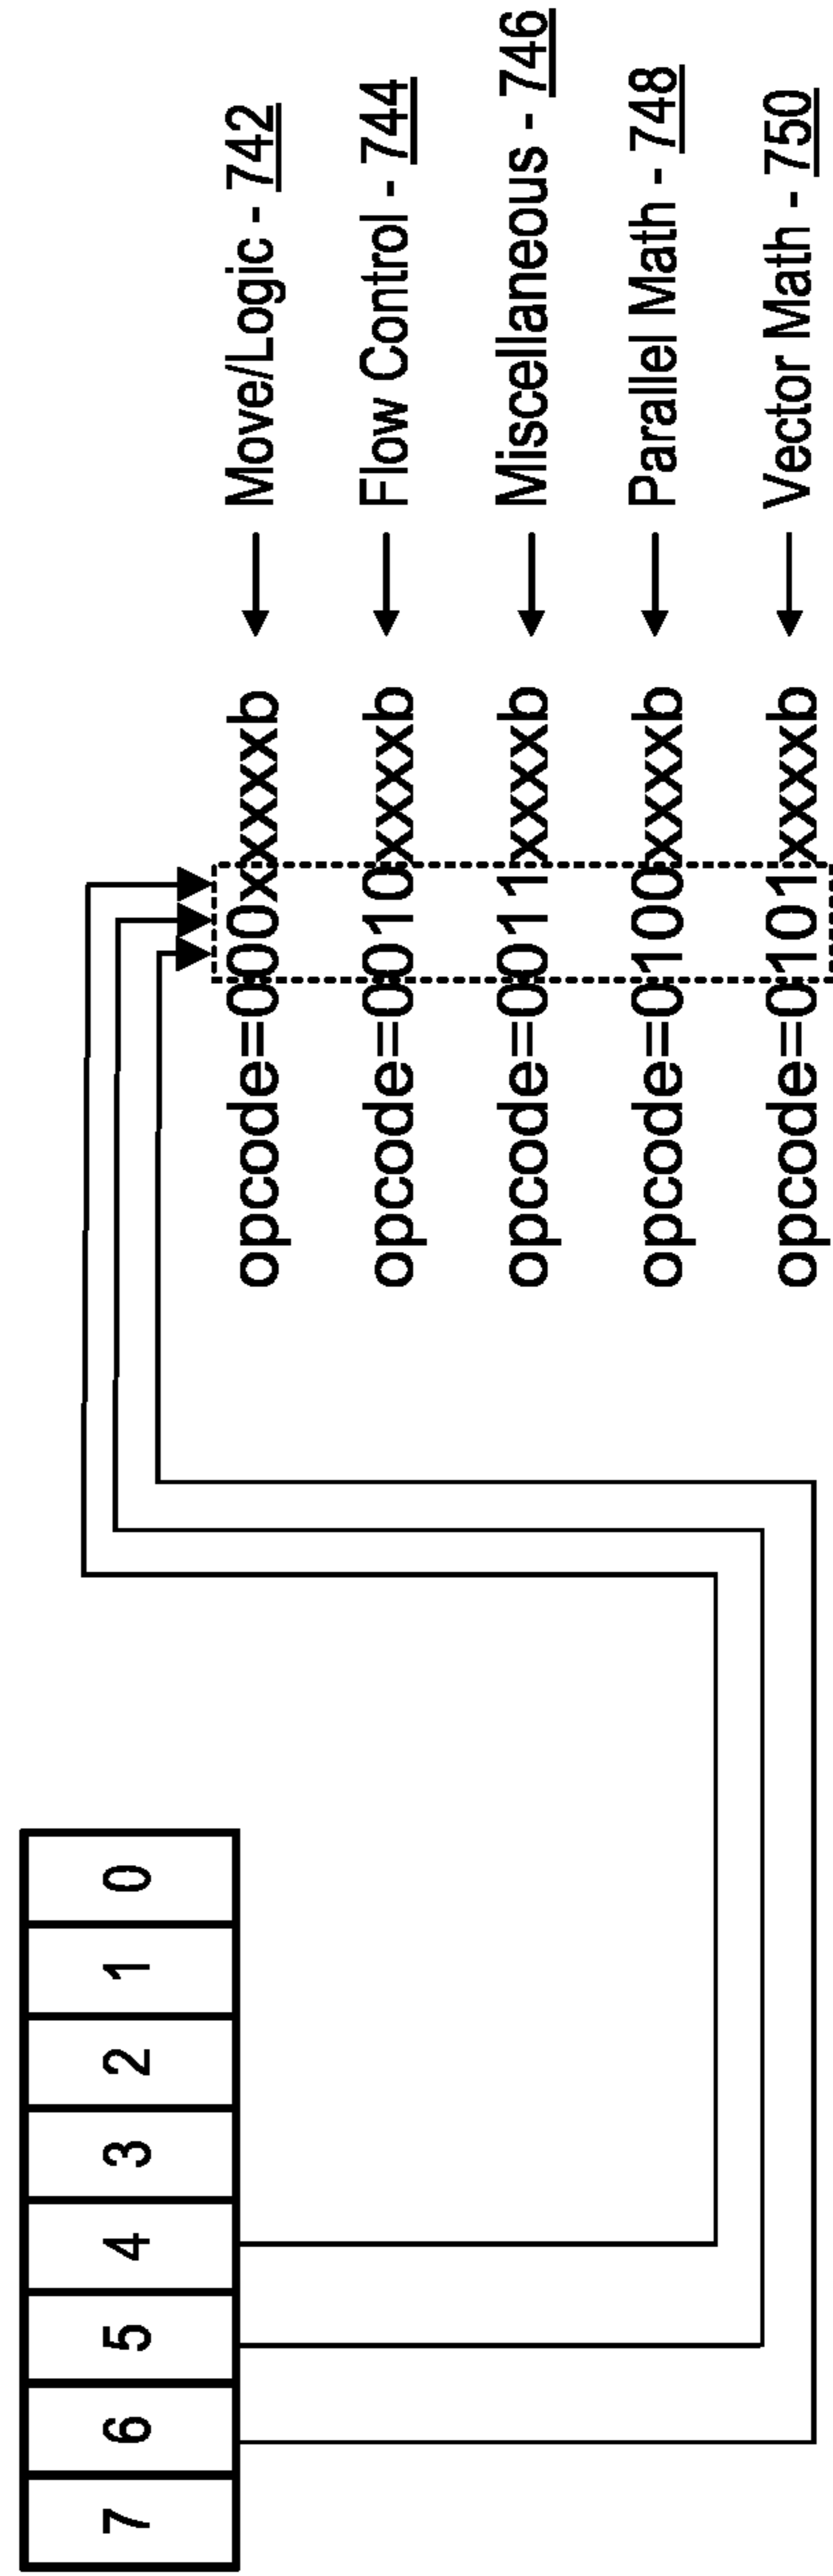 7 6 5 4 3 2 1 0
opcode=000xxxxxb ← Move/Logic - 742
opcode=0010xxxxb ← Flow Control - 744
opcode=0011xxxxb ← Miscellaneous - 746
opcode=0100xxxxb ← Parallel Math - 748
opcode=0101xxxxb ← Vector Math - 750